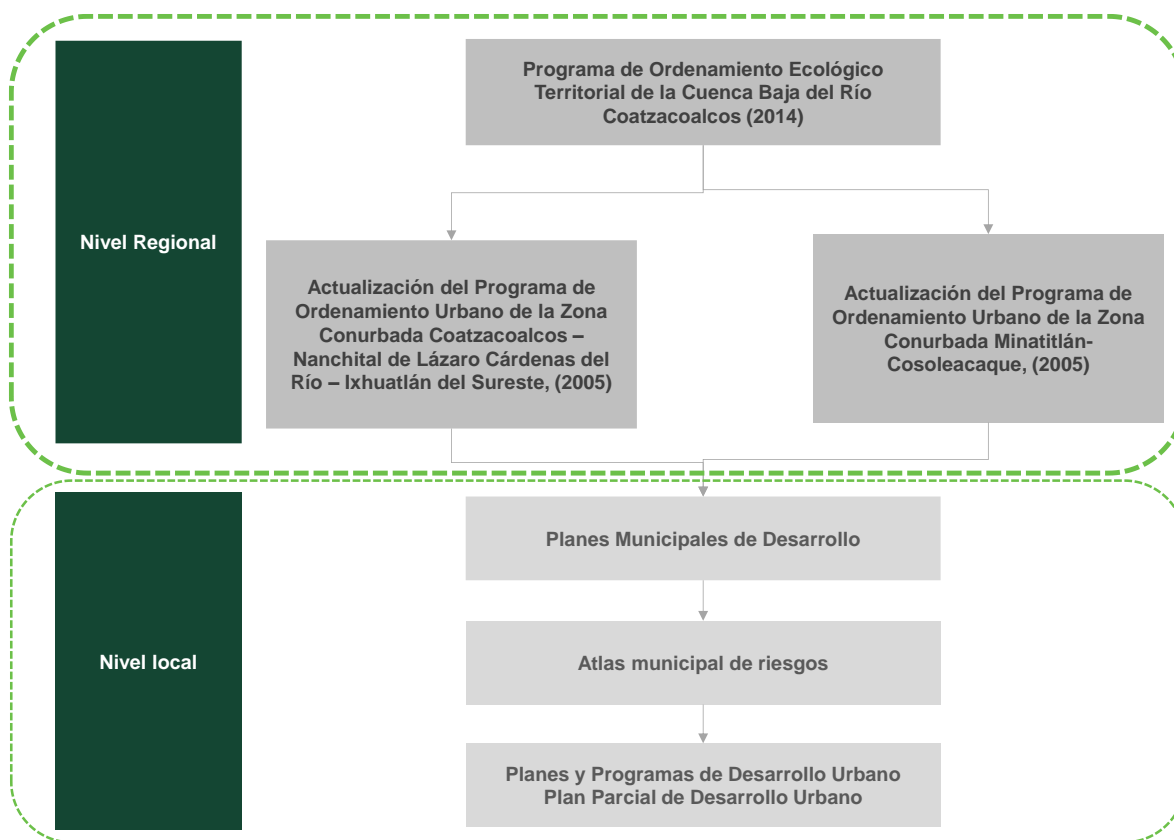 Programa de Ordenamiento Ecológico
Territorial de la Cuenca Baja del Río
Coatzacoalcos (2014)
Nivel Regional
Actualización del Programa de
Ordenamiento Urbano de la Zona
Conurbada Coatzacoalcos –
Nanchital de Lázaro Cárdenas del
Río – Ixhuatlán del Sureste, (2005)
Actualización del Programa de
Ordenamiento Urbano de la Zona
Conurbada Minatitlán-
Cosoleacaque, (2005)
Planes Municipales de Desarrollo
Nivel local
Atlas municipal de riesgos
Planes y Programas de Desarrollo Urbano
Plan Parcial de Desarrollo Urbano